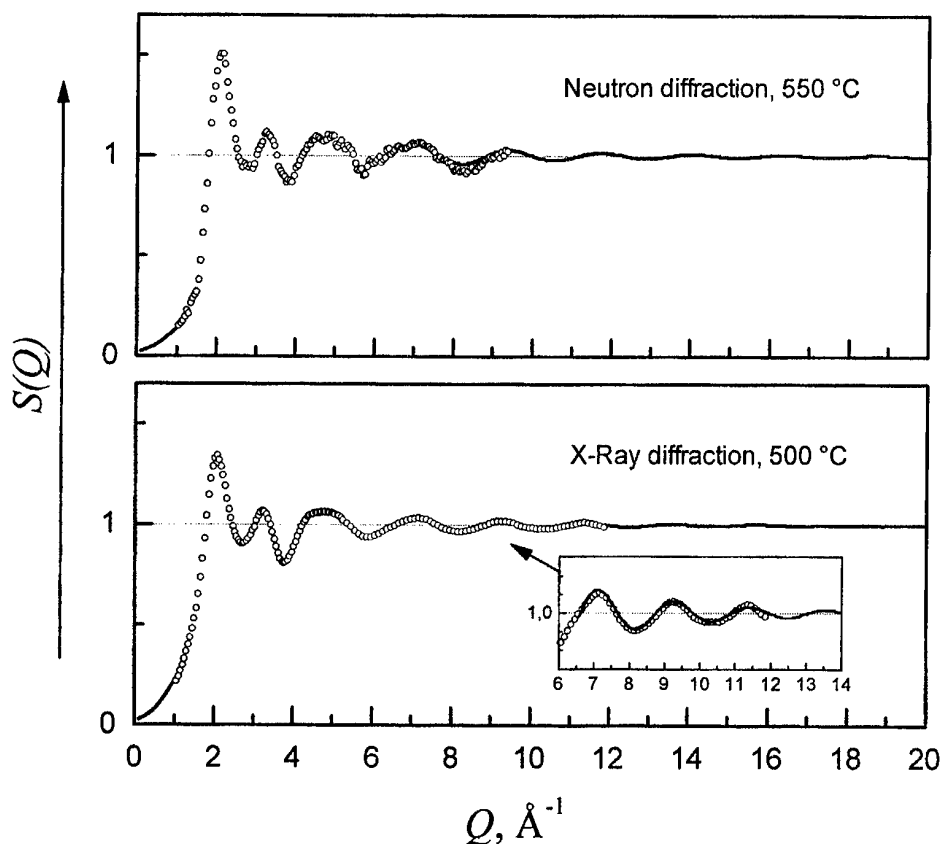 Neutron diffraction, 550 °C
1
0
S(Q)
X-Ray diffraction, 500 °C
1
0
1,0
6 7 8 9 10 11 12 13 14
0 2 4 6 8 10 12 14 16 18 20
Q, Å⁻¹